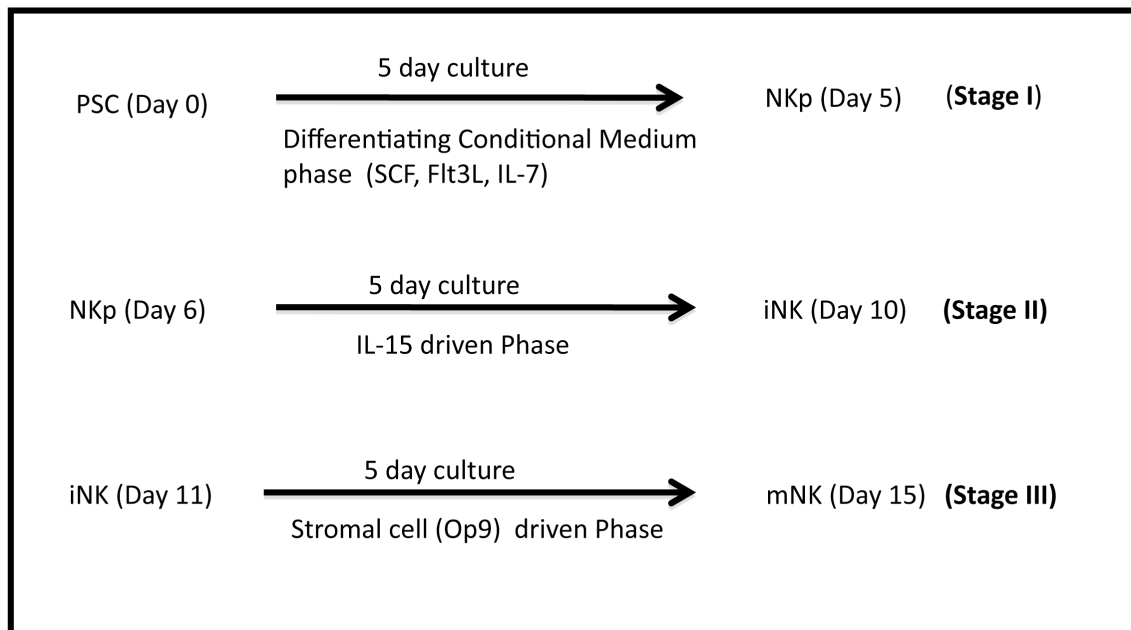 5 day culture
PSC (Day 0) NKp (Day 5) (Stage I)
Differentiating Conditional Medium
phase (SCF, Flt3L, IL-7)
5 day culture
NKp (Day 6) iNK (Day 10) (Stage II)
IL-15 driven Phase
5 day culture
iNK (Day 11) mNK (Day 15) (Stage III)
Stromal cell (Op9) driven Phase